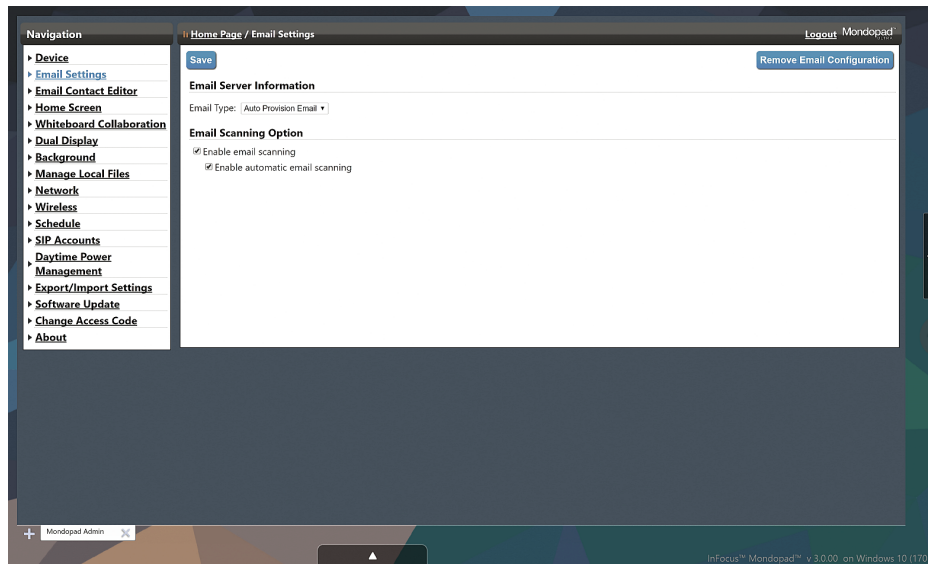 Navigation
Home Page / Email Settings
Logout Mondopad™
Device
Email Settings
Email Contact Editor
Home Screen
Whiteboard Collaboration
Dual Display
Background
Manage Local Files
Network
Wireless
Schedule
SIP Accounts
Daytime Power
Management
Export/Import Settings
Software Update
Change Access Code
About
Save
Remove Email Configuration
Email Server Information
Email Type: Auto Provision Email
Email Scanning Option
Enable email scanning
Enable automatic email scanning
Mondopad Admin
InFocus™ Mondopad™ v 3.0.00 on Windows 10 (170